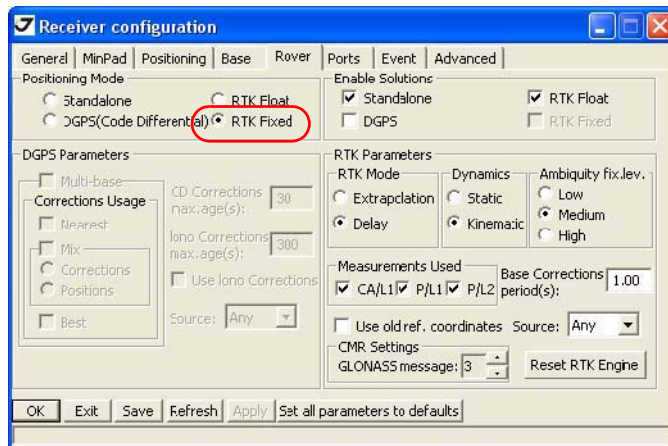 Receiver configuration
General MinPad Positioning Base Rover Ports Event Advanced
Positioning Mode
Standalone RTK Float
DGPS(Code Differential) RTK Fixed
Enable Solutions
Standalone RTK Float
DGPS RTK Fixed
DGPS Parameters
Multi-base
Corrections Usage
Nearest
Mix
Corrections
Positions
Best
CD Corrections max.age(s): 30
Iono Corrections max.age(s): 300
Use Iono Corrections
Source: Any
RTK Parameters
RTK Mode
Extrapolation
Delay
Dynamics
Static
Kinematic
Ambiquity fix.lev.
Low
Medium
High
Measurements Used
CA/L1 P/L1 P/L2
Base Corrections period(s): 1.00
Use old ref. coordinates Source: Any
CMR Settings
GLONASS message: 3
Reset RTK Engine
OK Exit Save Refresh Apply Set all parameters to defaults